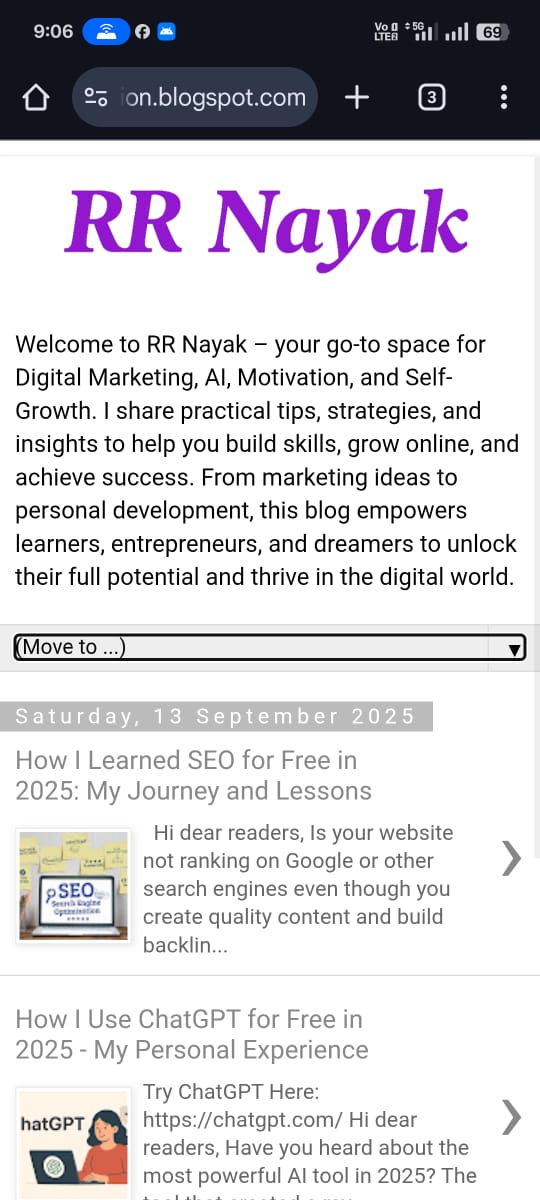 9:06
Vo
LTE2
5G
69
ion.blogspot.com
3
RR Nayak
Welcome to RR Nayak – your go-to space for
Digital Marketing, AI, Motivation, and Self-
Growth. I share practical tips, strategies, and
insights to help you build skills, grow online, and
achieve success. From marketing ideas to
personal development, this blog empowers
learners, entrepreneurs, and dreamers to unlock
their full potential and thrive in the digital world.
(Move to ...)
Saturday, 13 September 2025
How I Learned SEO for Free in
2025: My Journey and Lessons
Hi dear readers, Is your website
not ranking on Google or other
search engines even though you
create quality content and build
backlin...
SEO
Search Engine
Optimization
How I Use ChatGPT for Free in
2025 - My Personal Experience
hatGPT
Try ChatGPT Here:
https://chatgpt.com/ Hi dear
readers, Have you heard about the
most powerful AI tool in 2025? The